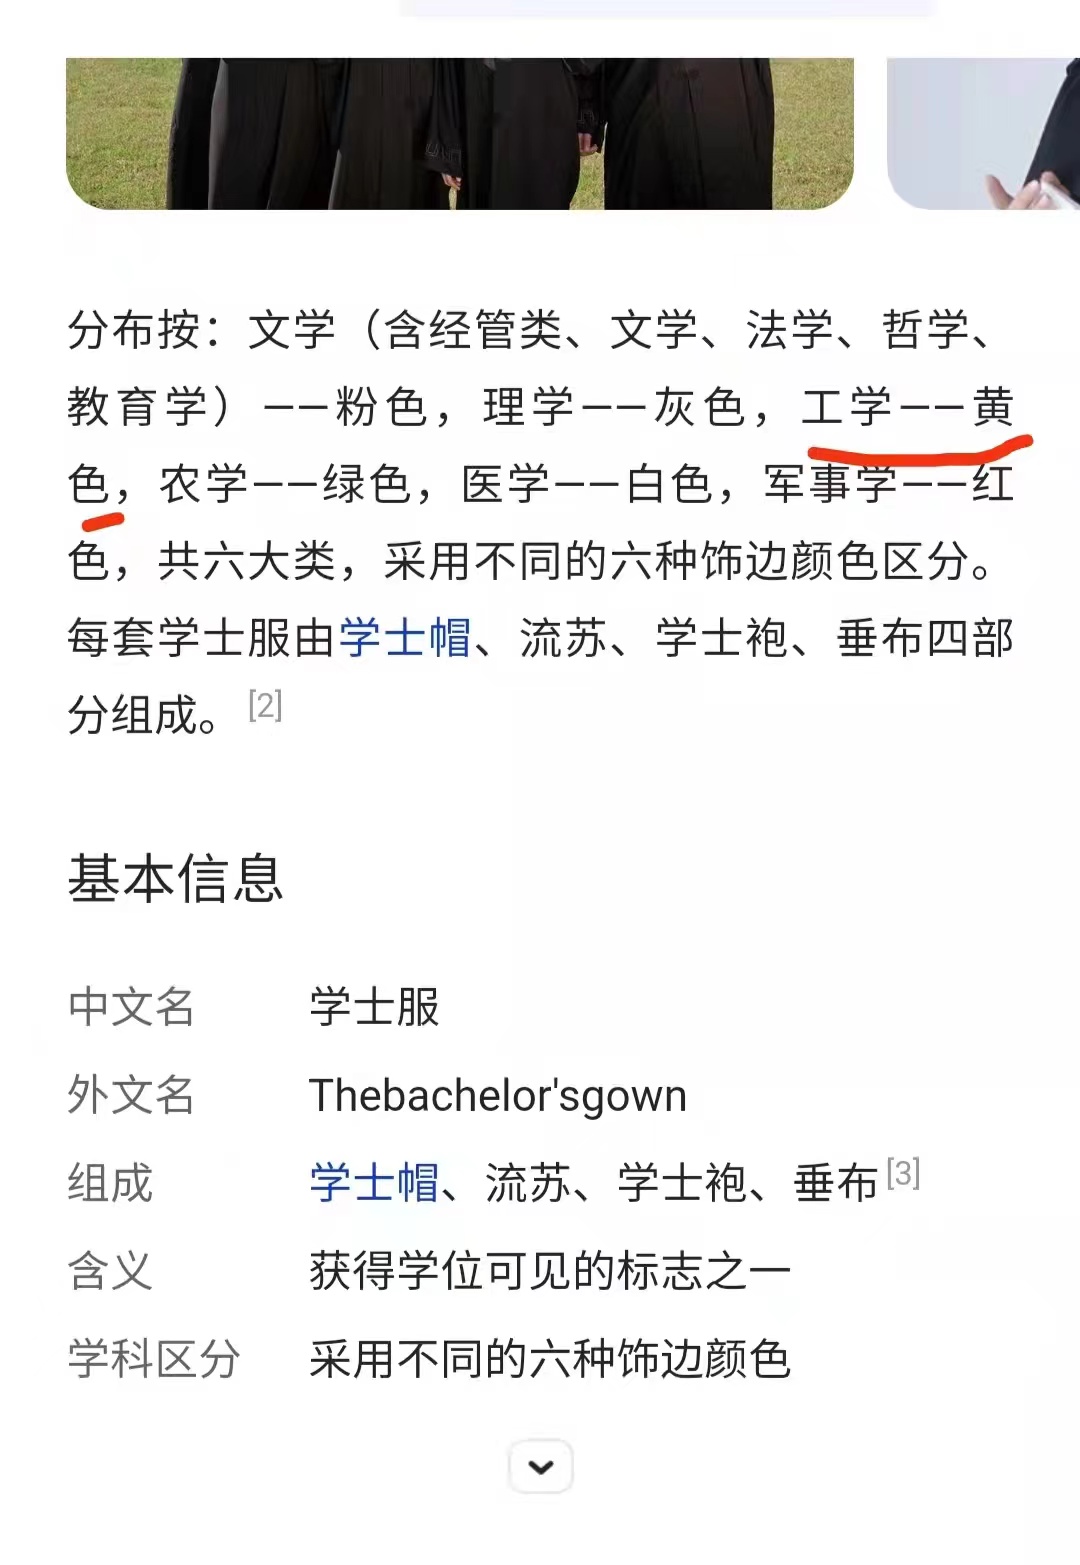 分布按：文学（含经管类、文学、法学、哲学、
教育学）——粉色，理学——灰色，工学——黄
色，农学——绿色，医学——白色，军事学——红
色，共六大类，采用不同的六种饰边颜色区分。
每套学士服由学士帽、流苏、学士袍、垂布四部
分组成。[2]
基本信息
中文名 学士服
外文名 Thebachelor'sgown
组成 学士帽、流苏、学士袍、垂布[3]
含义 获得学位可见的标志之一
学科区分 采用不同的六种饰边颜色